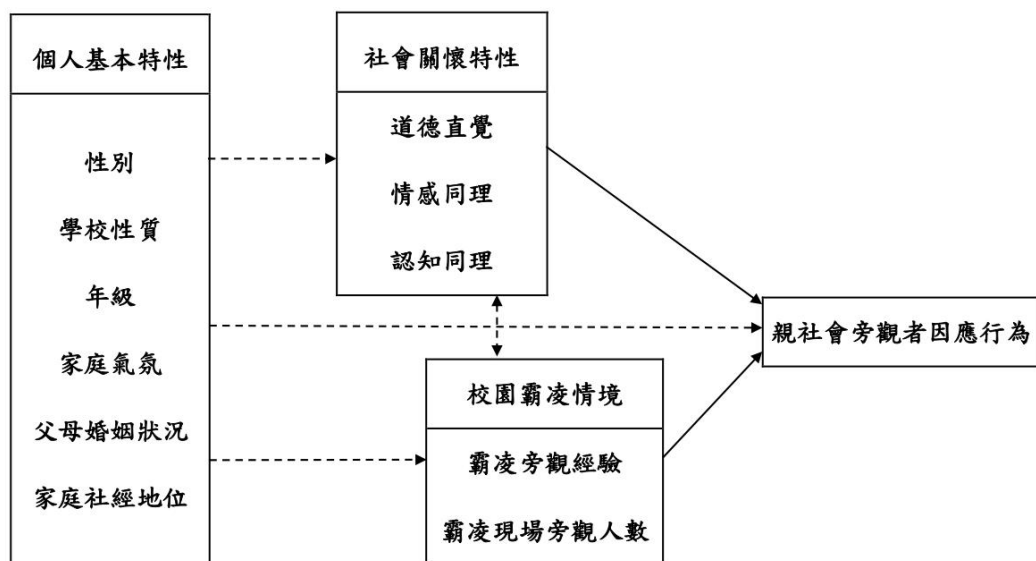 個人基本特性
性別
學校性質
年級
家庭氣氛
父母婚姻狀況
家庭社經地位
社會關懷特性
道德直覺
情感同理
認知同理
校園霸凌情境
霸凌旁觀經驗
霸凌現場旁觀人數
親社會旁觀者因應行為